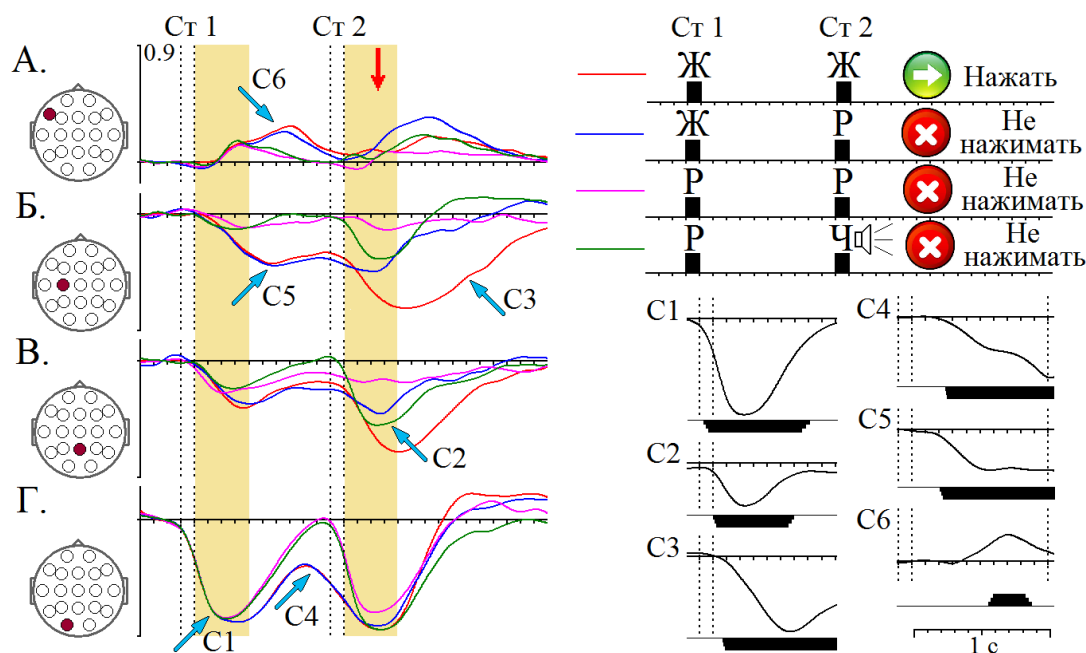 Ст 1
Ст 2
0.9
А.
С6
Б.
С5
С3
В.
С2
Г.
С4
С1
Ст 1
Ст 2
Ж
Ж
Нажать
Ж
Р
Не
нажимать
Р
Р
Не
нажимать
Р
Ч
Не
нажимать
С1
С4
С2
С5
С3
С6
1 с